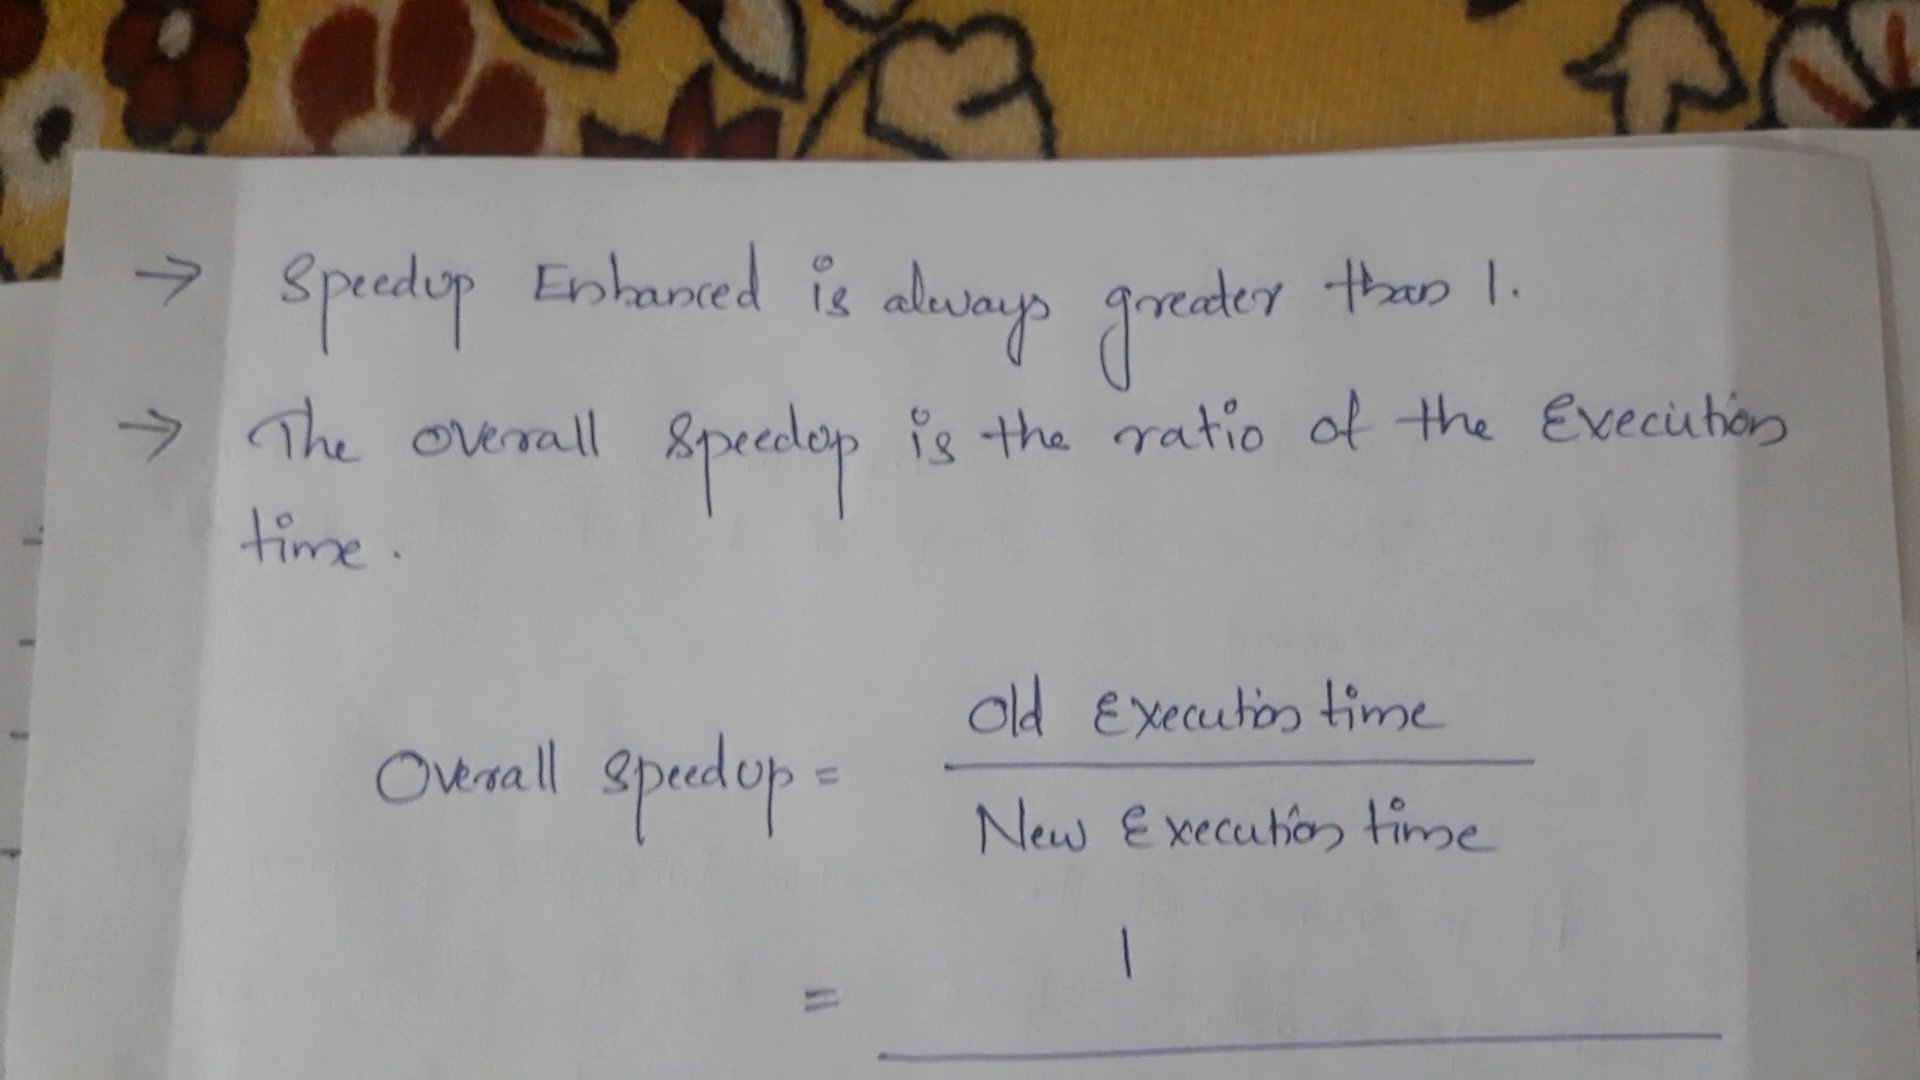 → Speedup Enhanced is always greater than 1.
→ The overall speedup is the ratio of the Execution
time.
Old Execution time
Overall speedup =
New Execution time
1
=